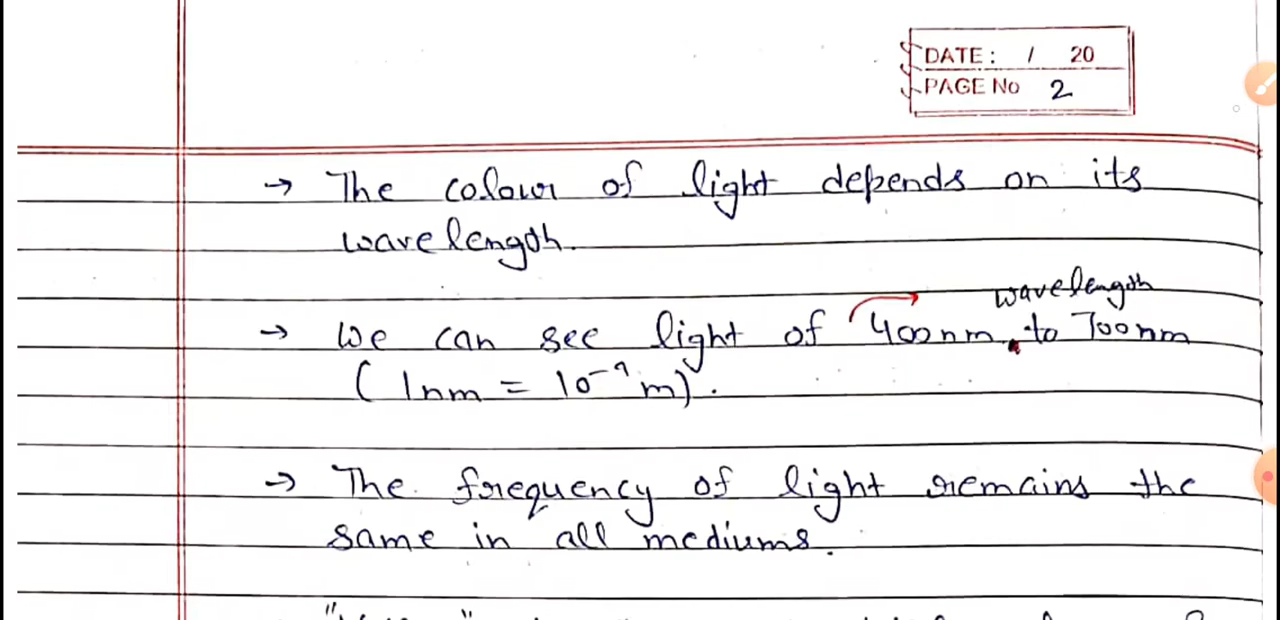 DATE : / 20
PAGE No 2
→ The colour of light depends on its
wavelength.
wavelength
→ We can see light of 400nm to 700nm
( 1nm = 10⁻⁹m).
→ The frequency of light remains the
same in all mediums.